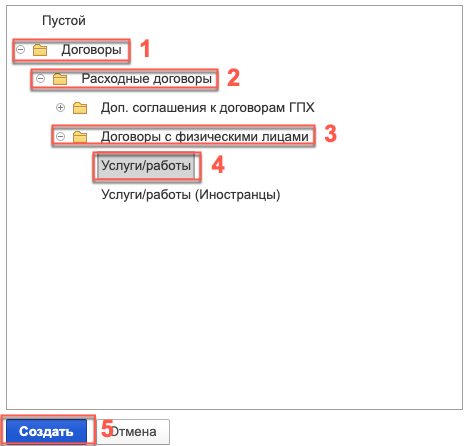 Пустой
Договоры 1
Расходные договоры 2
Доп. соглашения к договорам ГПХ
Договоры с физическими лицами 3
Услуги/работы 4
Услуги/работы (Иностранцы)
Создать 5 Отмена